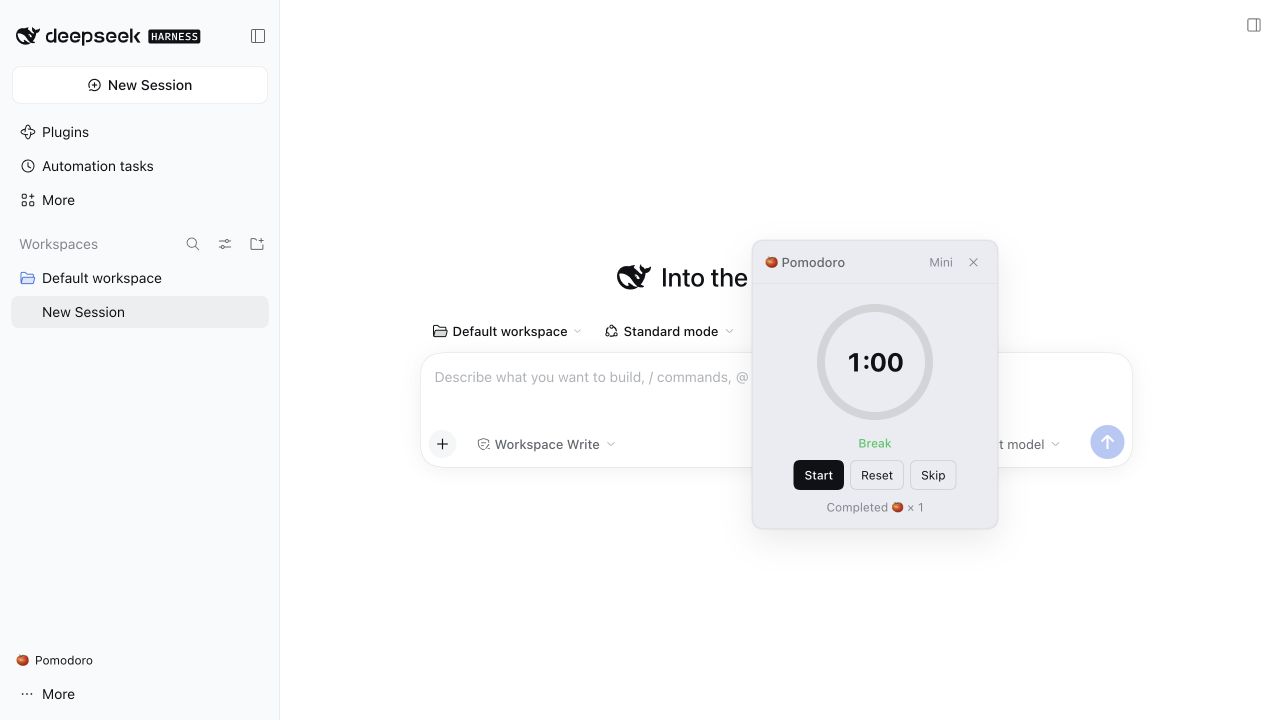 deepseek HARNESS
New Session
Plugins
Automation tasks
More
Workspaces
Default workspace
New Session
Pomodoro
More
Into the
Default workspace
Standard mode
Describe what you want to build, / commands, @
Workspace Write
t model
Pomodoro
Mini
1:00
Break
Start
Reset
Skip
Completed 🍅 × 1